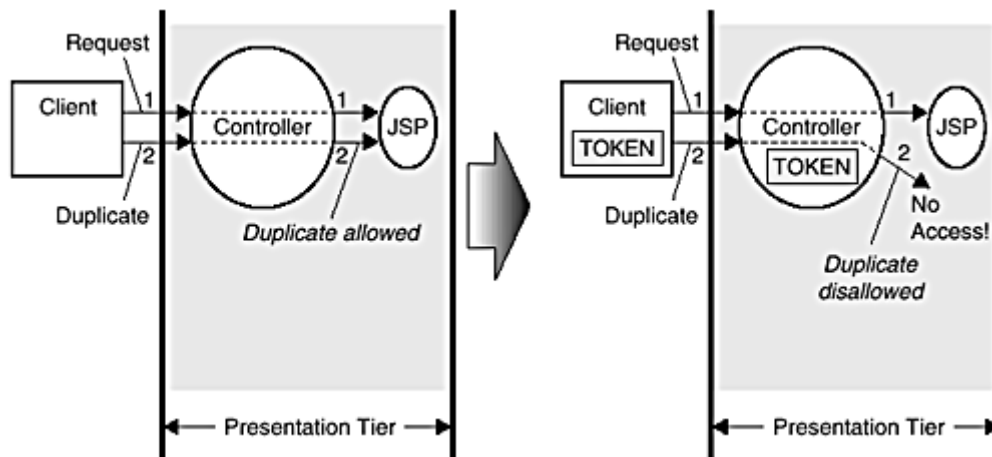 Request
Client
1
1
Controller
JSP
2
2
Duplicate
Duplicate allowed
Presentation Tier
Request
Client
1
1
TOKEN
Controller
JSP
2
TOKEN
2
Duplicate
No
Access!
Duplicate
disallowed
Presentation Tier